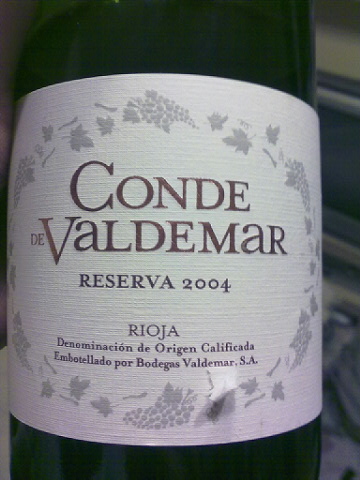 CONDE
DE VALDEMAR
RESERVA 2004
RIOJA
Denominación de Origen Calificada
Embotellado por Bodegas Valdemar, S.A.